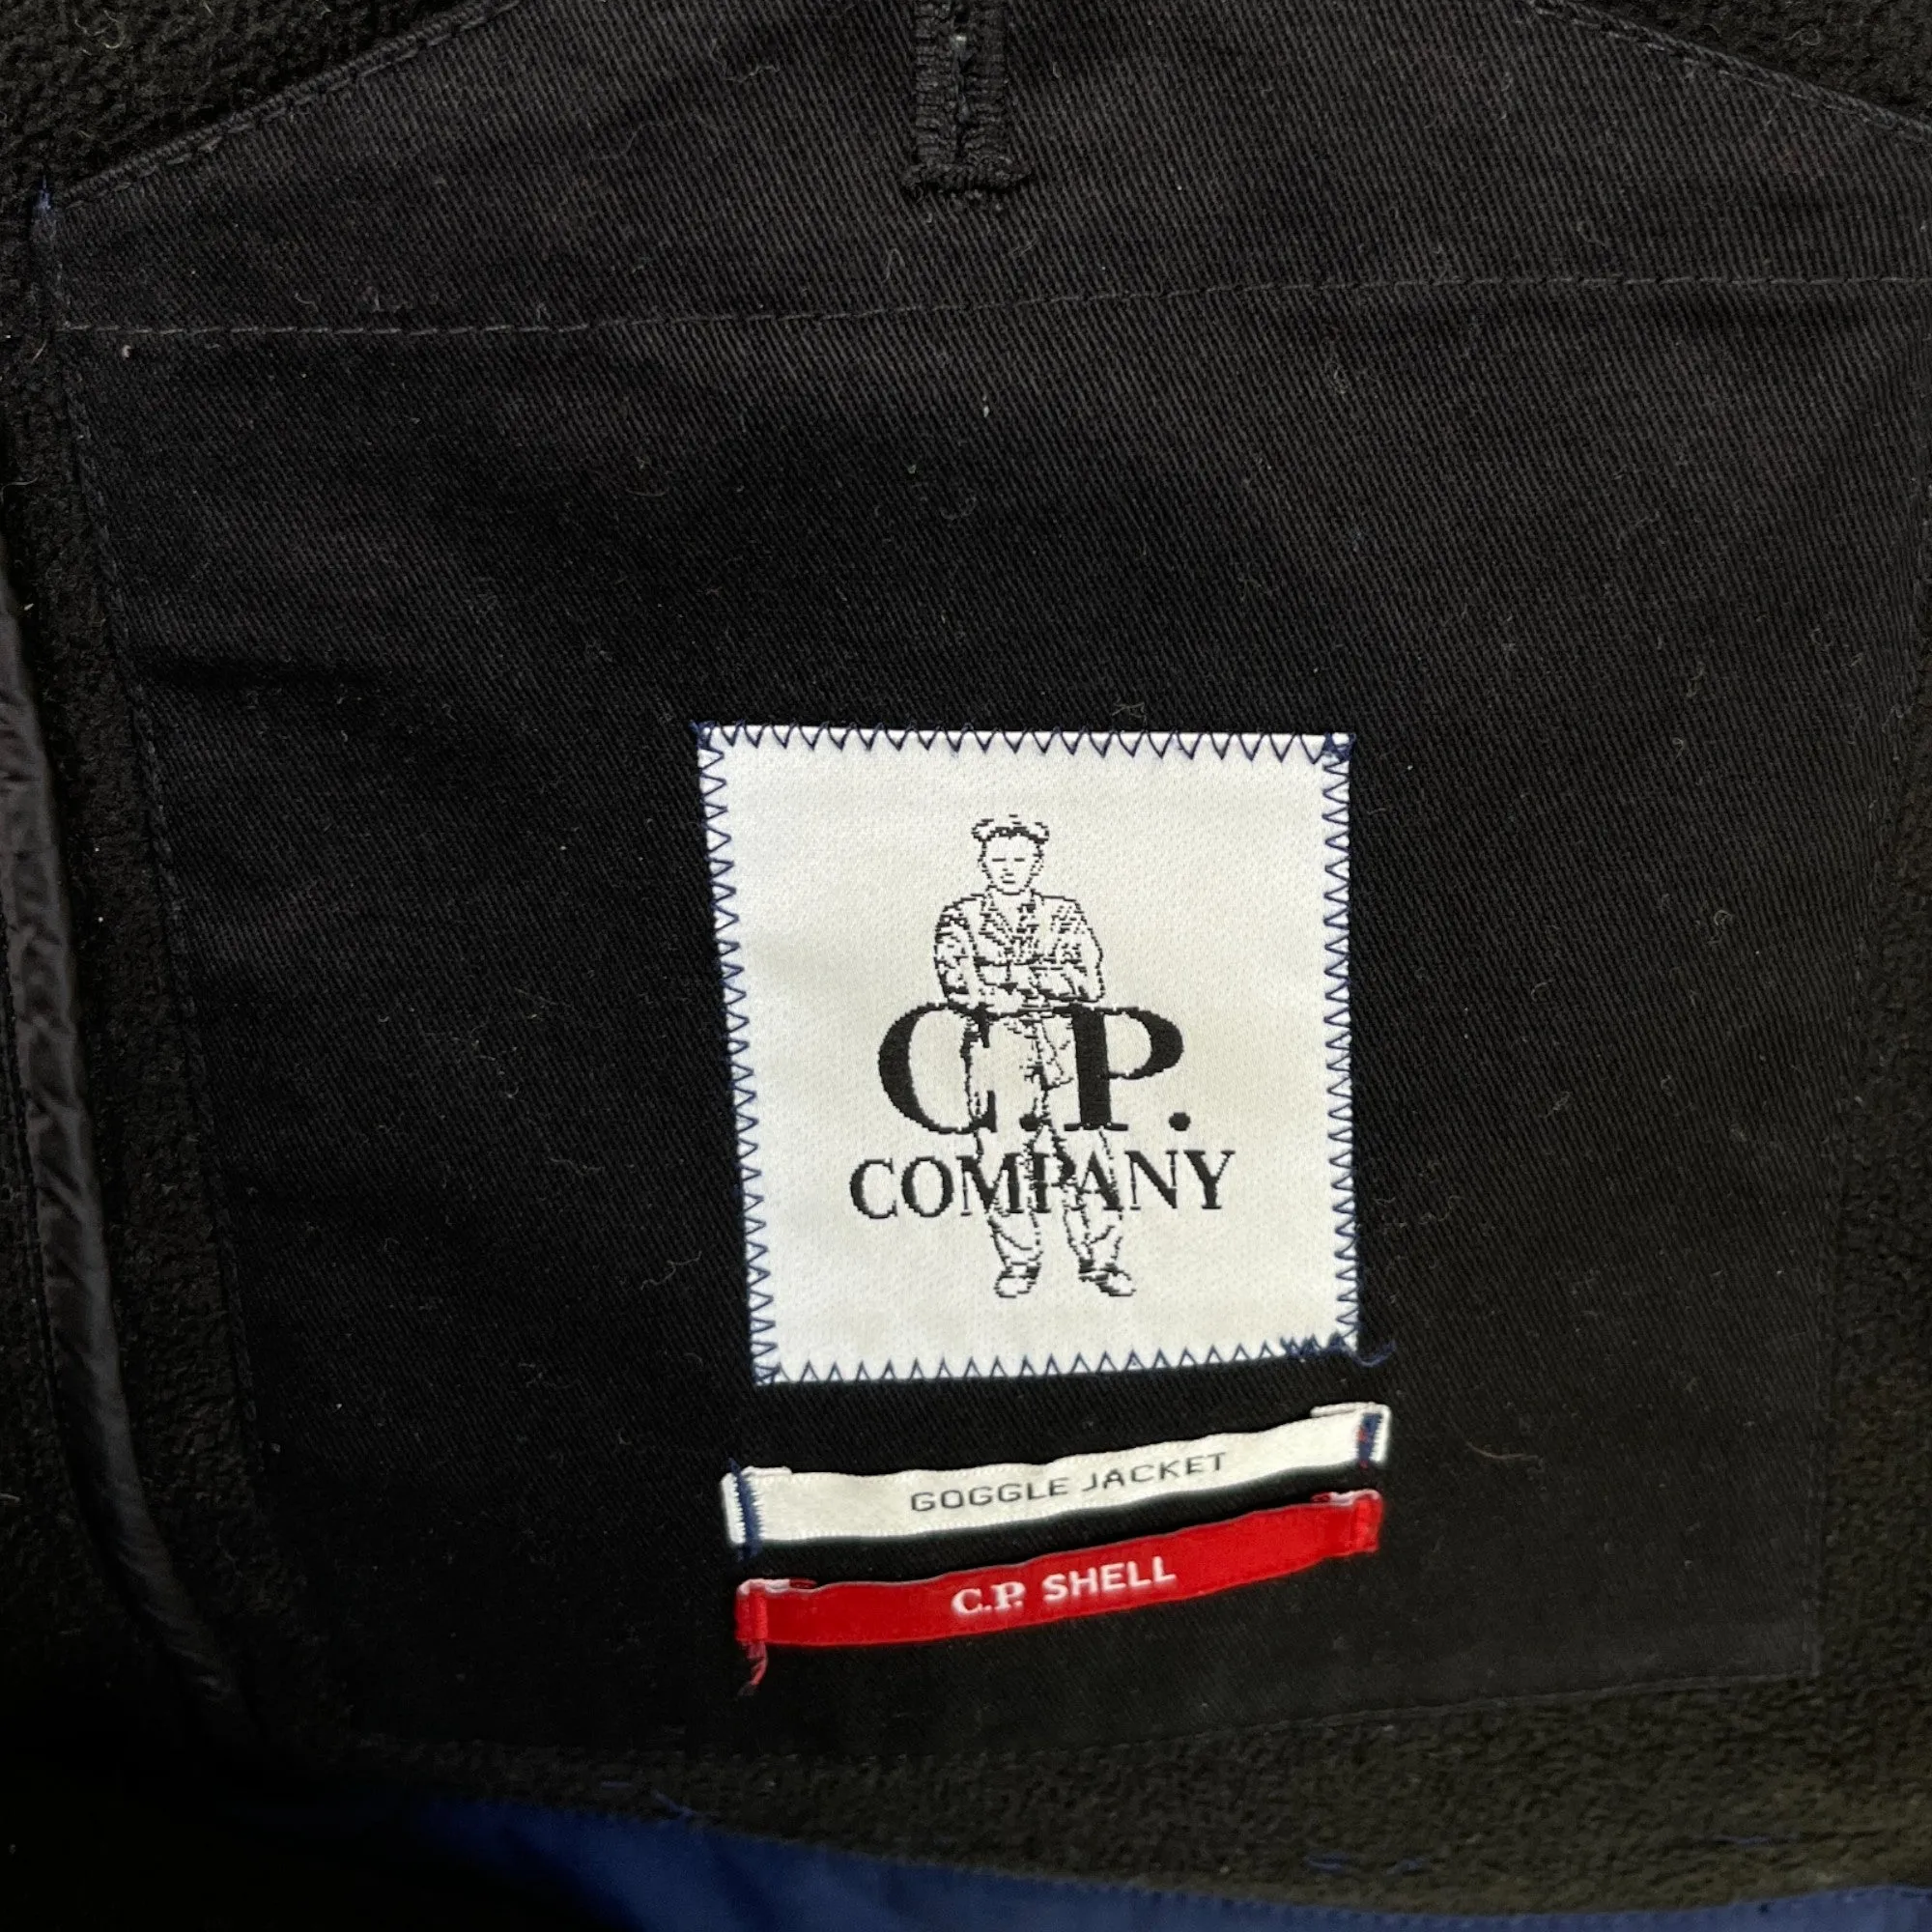 C.P.
COMPANY
GOGGLE JACKET
C.P. SHELL